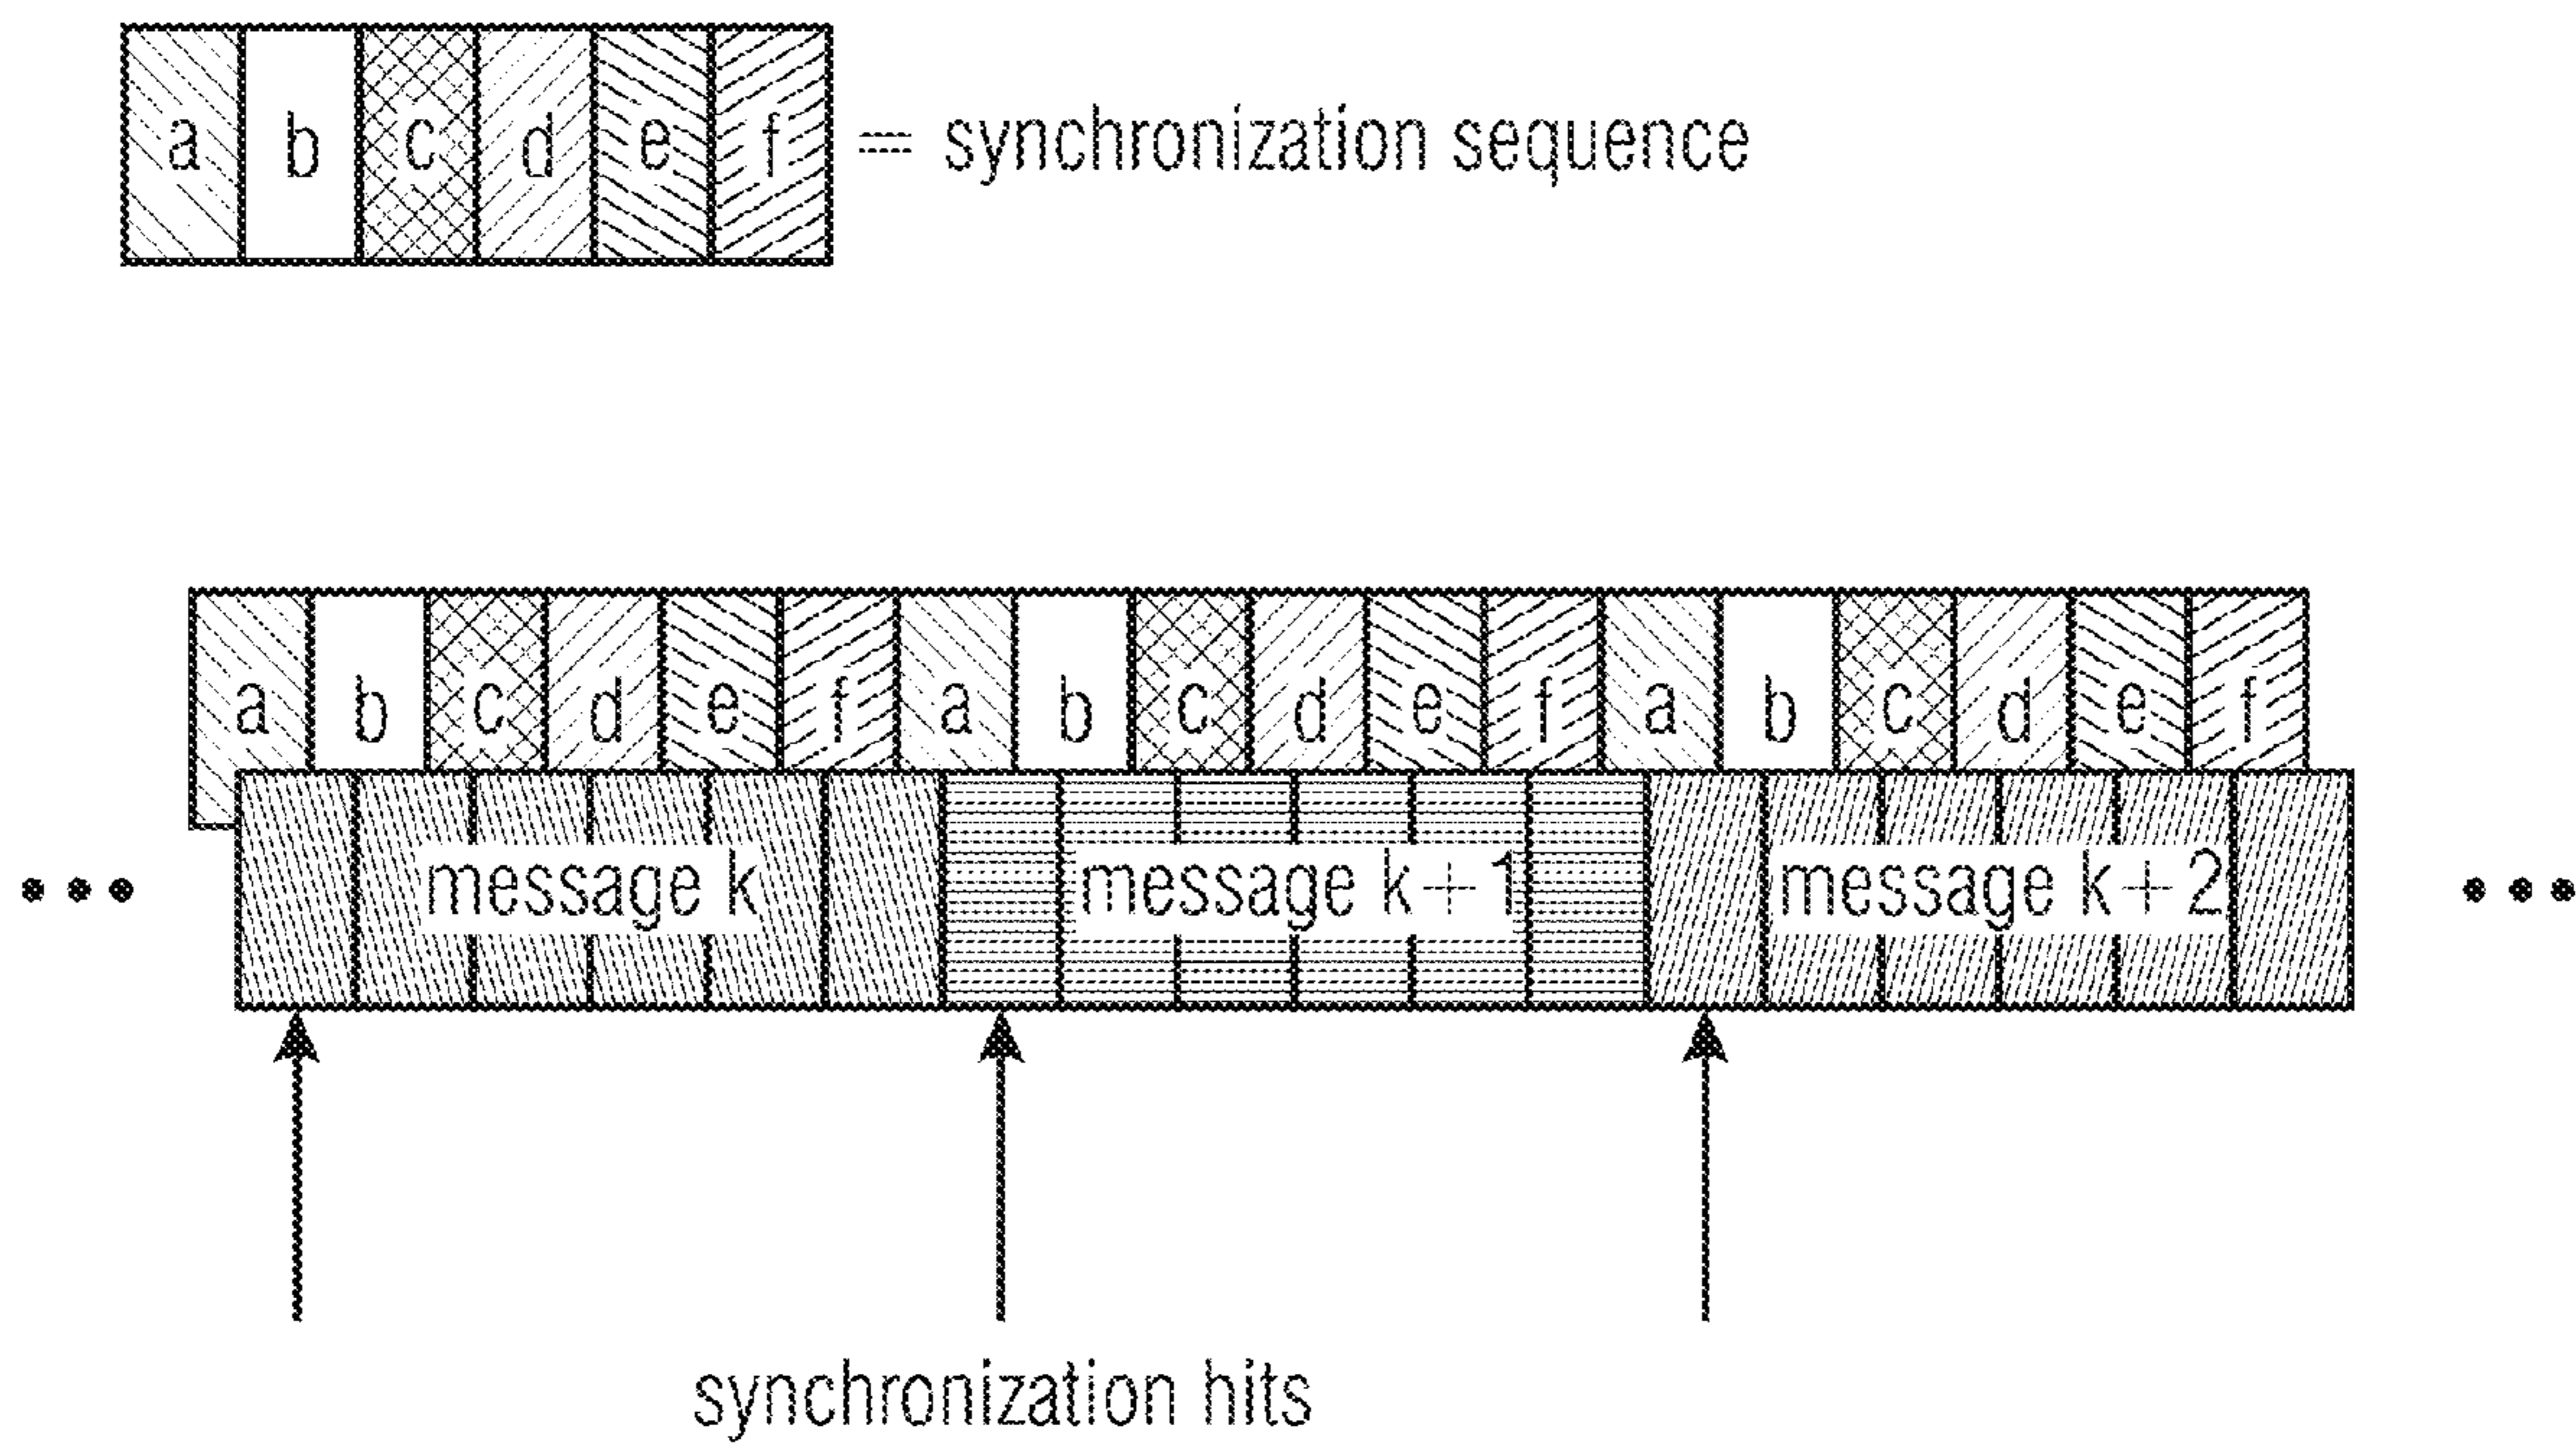 a b c d e f = synchronization sequence
a b c d e f a b c d e f a b c d e f
... message k message k+1 message k+2 ...
synchronization hits